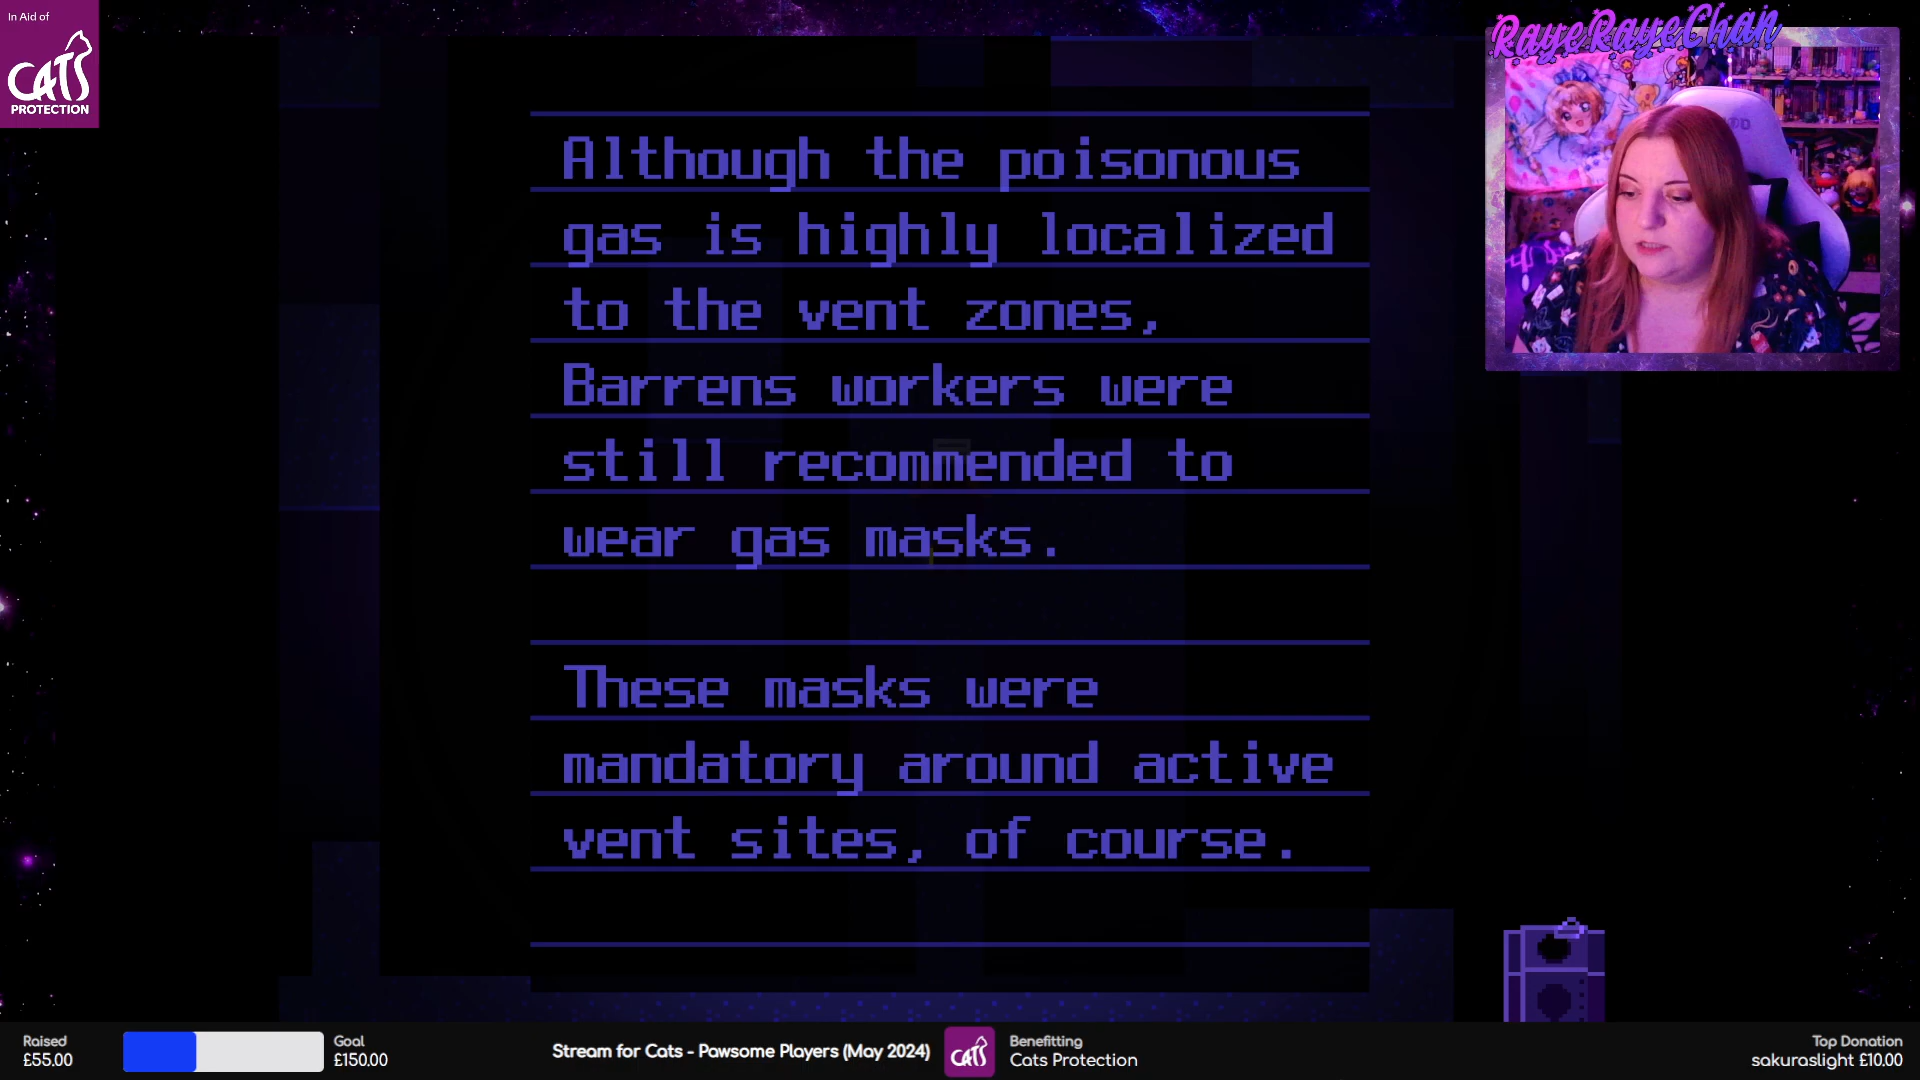 In Aid of
CATS
PROTECTION
RayeRayeChan
Although the poisonous
gas is highly localized
to the vent zones,
Barrens workers were
still recommended to
wear gas masks.
These masks were
mandatory around active
vent sites, of course.
Raised
£55.00
Goal
£150.00
Stream for Cats - Pawsome Players (May 2024)
CATS
Benefitting
Cats Protection
Top Donation
sakuraslight £10.00